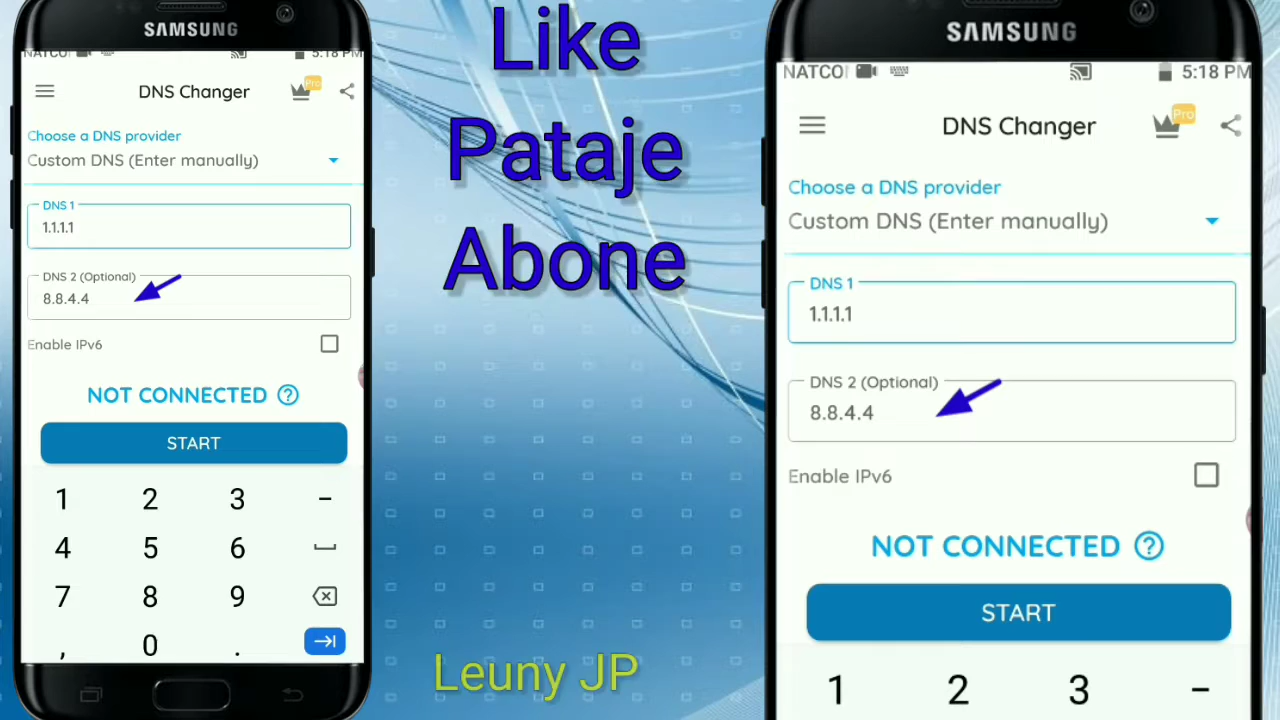 SAMSUNG
5:18 PM
DNS Changer
Pro
Choose a DNS provider
Custom DNS (Enter manually)
DNS 1
1.1.1.1
DNS 2 (Optional)
8.8.4.4
Enable IPv6
NOT CONNECTED ?
START
1 2 3 -
4 5 6
7 8 9
, 0 .
Like
Pataje
Abone
Leuny JP
SAMSUNG
NATCO
5:18 PM
DNS Changer
Pro
Choose a DNS provider
Custom DNS (Enter manually)
DNS 1
1.1.1.1
DNS 2 (Optional)
8.8.4.4
Enable IPv6
NOT CONNECTED ?
START
1 2 3 -